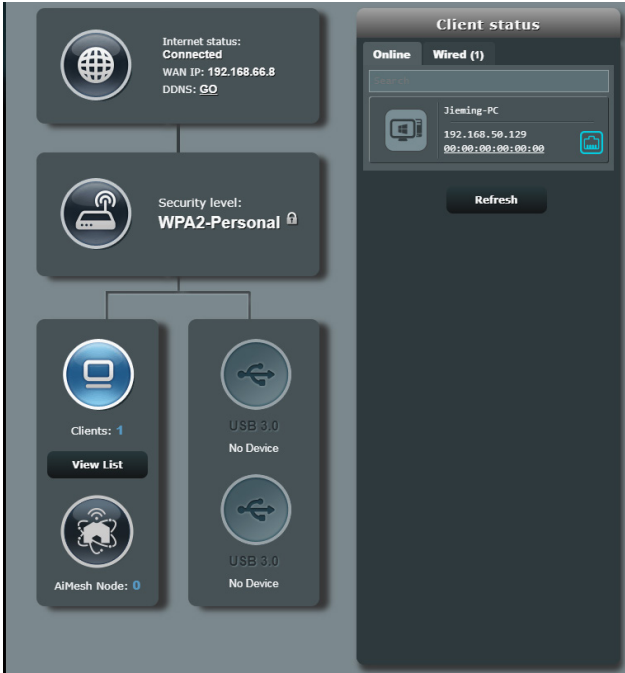 Internet status:
Connected
WAN IP: 192.168.66.8
DDNS: GO
Security level:
WPA2-Personal
Clients: 1
View List
AiMesh Node: 0
USB 3.0
No Device
USB 3.0
No Device
Client status
Online Wired (1)
Search
Jieming-PC
192.168.50.129
00:00:00:00:00:00
Refresh